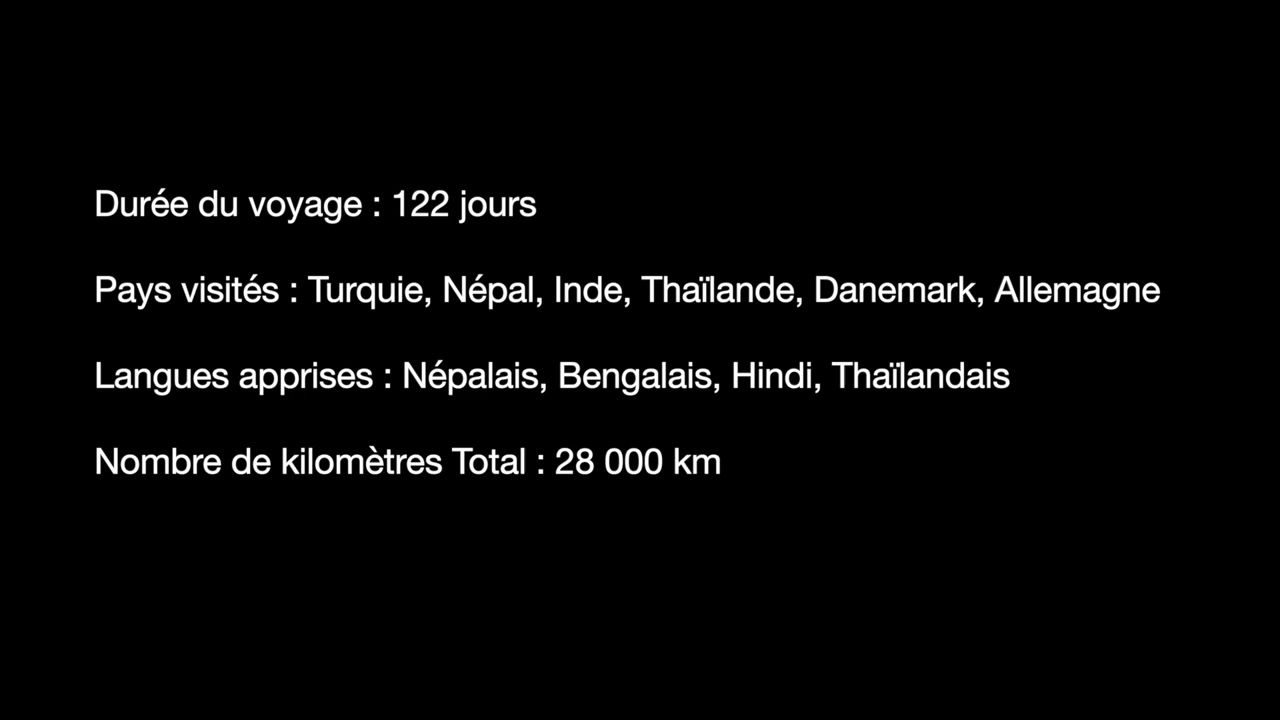 Durée du voyage : 122 jours
Pays visités : Turquie, Népal, Inde, Thaïlande, Danemark, Allemagne
Langues apprises : Népalais, Bengalais, Hindi, Thaïlandais
Nombre de kilomètres Total : 28 000 km